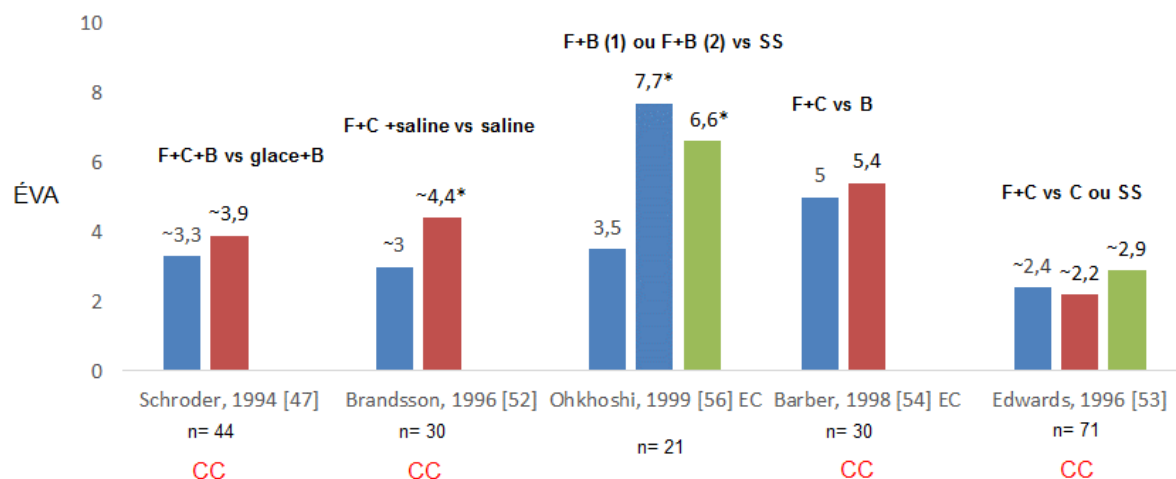 10
8
6
4
2
0
ÉVA
F+C+B vs glace+B
~3,3
~3,9
F+C +saline vs saline
~3
~4,4*
F+B (1) ou F+B (2) vs SS
3,5
7,7*
6,6*
F+C vs B
5
5,4
F+C vs C ou SS
~2,4
~2,2
~2,9
Schroder, 1994 [47]
n= 44
CC
Brandsson, 1996 [52]
n= 30
CC
Ohkhoshi, 1999 [56] EC
n= 21
Barber, 1998 [54] EC
n= 30
CC
Edwards, 1996 [53]
n= 71
CC